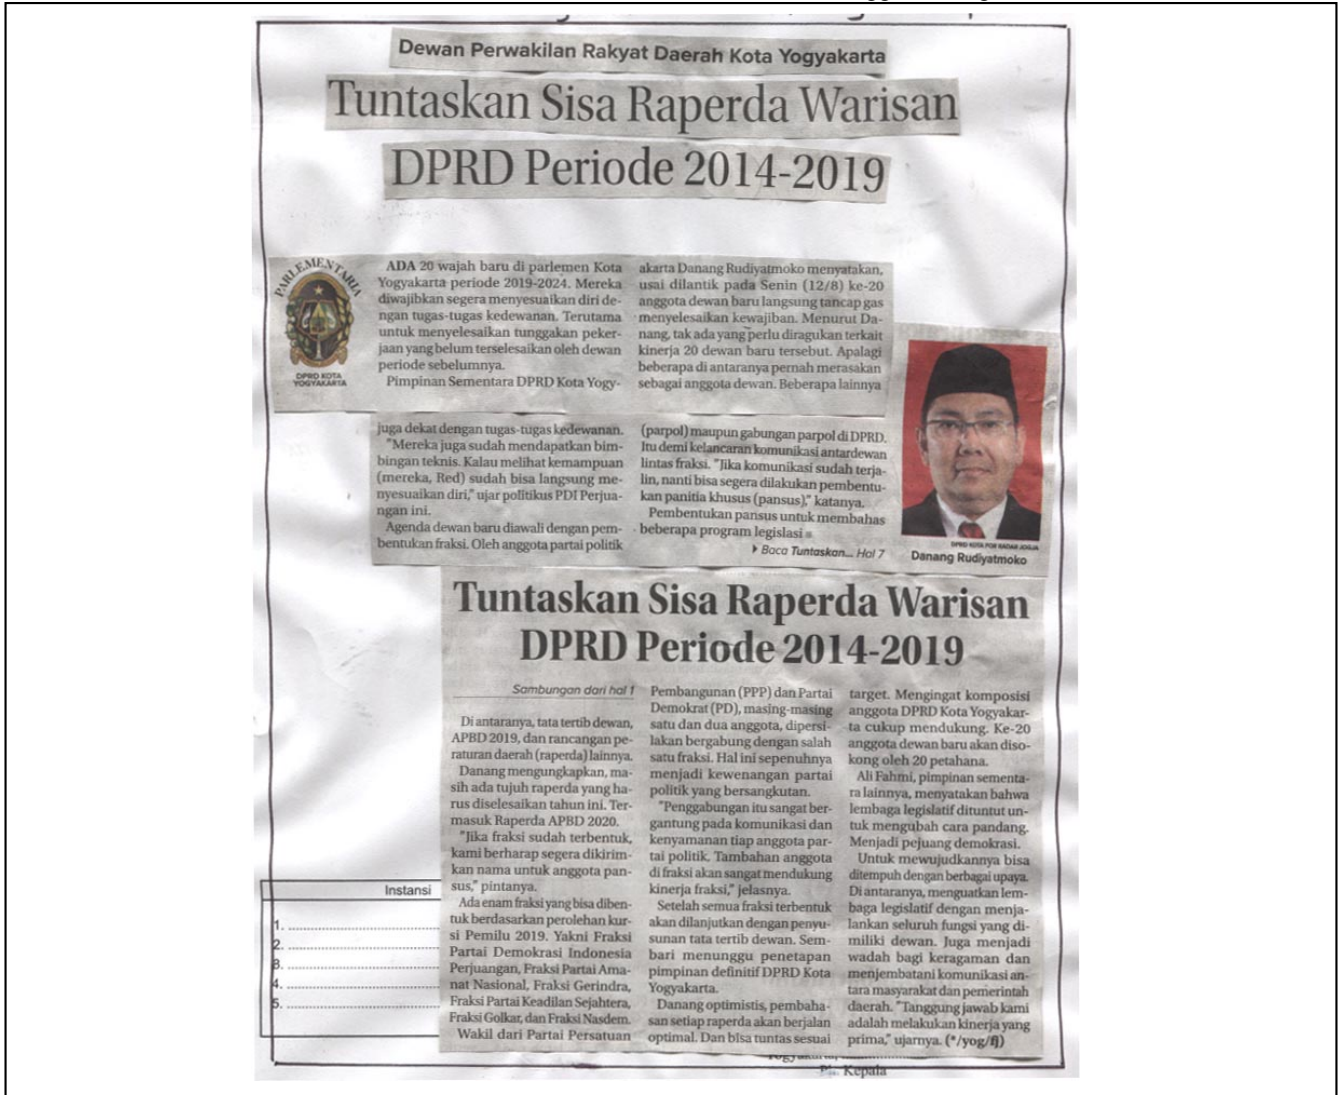 Dewan Perwakilan Rakyat Daerah Kota Yogyakarta
Tuntaskan Sisa Raperda Warisan
DPRD Periode 2014-2019
PARLEMENTARIA
DPRD KOTA
YOGYAKARTA
ADA 20 wajah baru di parlemen Kota
Yogyakarta periode 2019-2024. Mereka
diwajibkan segera menyesuaikan diri de-
ngan tugas-tugas kedewanan. Terutama
untuk menyelesaikan tunggakan peker-
jaan yang belum terselesaikan oleh dewan
periode sebelumnya.
Pimpinan Sementara DPRD Kota Yogy-
akarta Danang Rudiyatmoko menyatakan,
usai dilantik pada Senin (12/8) ke-20
anggota dewan baru langsung tancap gas
menyelesaikan kewajiban. Menurut Da-
nang, tak ada yang perlu diragukan terkait
kinerja 20 dewan baru tersebut. Apalagi
beberapa di antaranya pernah merasakan
sebagai anggota dewan. Beberapa lainnya
juga dekat dengan tugas-tugas kedewanan.
"Mereka juga sudah mendapatkan bim-
bingan teknis. Kalau melihat kemampuan
(mereka, Red) sudah bisa langsung me-
nyesuaikan diri," ujar politikus PDI Perjua-
ngan ini.
Agenda dewan baru diawali dengan pem-
bentukan fraksi. Oleh anggota partai politik
(parpol) maupun gabungan parpol di DPRD.
Itu demi kelancaran komunikasi antardewan
lintas fraksi. "Jika komunikasi sudah terja-
lin, nanti bisa segera dilakukan pembentu-
kan panitia khusus (pansus)," katanya.
Pembentukan pansus untuk membahas
beberapa program legislasi
Baca Tuntaskan... Hal 7
DPRD KOTA FOR RADAR JOGJA
Danang Rudiyatmoko
Tuntaskan Sisa Raperda Warisan
DPRD Periode 2014-2019
Sambungan dari hal 1
Di antaranya, tata tertib dewan,
APBD 2019, dan rancangan pe-
raturan daerah (raperda) lainnya.
Danang mengungkapkan, ma-
sih ada tujuh raperda yang ha-
rus diselesaikan tahun ini. Ter-
masuk Raperda APBD 2020.
"Jika fraksi sudah terbentuk,
kami berharap segera dikirim-
kan nama untuk anggota pan-
sus," pintanya.
Ada enam fraksi yang bisa diben-
tuk berdasarkan perolehan kur-
si Pemilu 2019. Yakni Fraksi
Partai Demokrasi Indonesia
Perjuangan, Fraksi Partai Ama-
nat Nasional, Fraksi Gerindra,
Fraksi Partai Keadilan Sejahtera,
Fraksi Golkar, dan Fraksi Nasdem.
Wakil dari Partai Persatuan
Pembangunan (PPP) dan Partai
Demokrat (PD), masing-masing
satu dan dua anggota, dipersi-
lakan bergabung dengan salah
satu fraksi. Hal ini sepenuhnya
menjadi kewenangan partai
politik yang bersangkutan.
"Penggabungan itu sangat ber-
gantung pada komunikasi dan
kenyamanan tiap anggota par-
tai politik. Tambahan anggota
di fraksi akan sangat mendukung
kinerja fraksi," jelasnya.
Setelah semua fraksi terbentuk
akan dilanjutkan dengan penyu-
sunan tata tertib dewan. Sem-
bari menunggu penetapan
pimpinan definitif DPRD Kota
Yogyakarta.
Danang optimistis, pembaha-
san setiap raperda akan berjalan
optimal. Dan bisa tuntas sesuai
target. Mengingat komposisi
anggota DPRD Kota Yogyakar-
ta cukup mendukung. Ke-20
anggota dewan baru akan diso-
kong oleh 20 petahana.
Ali Fahmi, pimpinan sementa-
ra lainnya, menyatakan bahwa
lembaga legislatif dituntut un-
tuk mengubah cara pandang.
Menjadi pejuang demokrasi.
Untuk mewujudkannya bisa
ditempuh dengan berbagai upaya.
Di antaranya, menguatkan lem-
baga legislatif dengan menja-
lankan seluruh fungsi yang di-
miliki dewan. Juga menjadi
wadah bagi keragaman dan
menjembatani komunikasi an-
tara masyarakat dan pemerintah
daerah. "Tanggung jawab kami
adalah melakukan kinerja yang
prima," ujarnya. (*/yog/fj)
Instansi
1.
2.
3.
4.
5.
Kepala